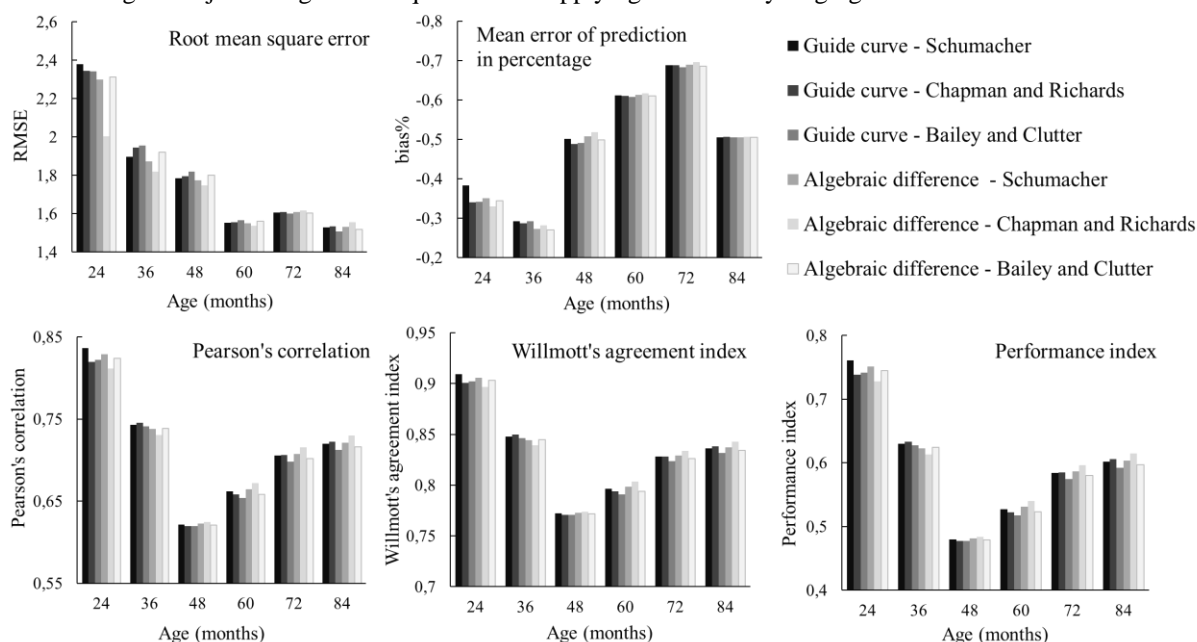 Root mean square error
RMSE
2,6
2,4
2,2
2
1,8
1,6
1,4
24 36 48 60 72 84
Age (months)
Mean error of prediction
in percentage
bias%
-0,8
-0,7
-0,6
-0,5
-0,4
-0,3
-0,2
24 36 48 60 72 84
Age (months)
Guide curve - Schumacher
Guide curve - Chapman and Richards
Guide curve - Bailey and Clutter
Algebraic difference - Schumacher
Algebraic difference - Chapman and Richards
Algebraic difference - Bailey and Clutter
Pearson's correlation
Pearson's correlation
0,85
0,75
0,65
0,55
24 36 48 60 72 84
Age (months)
Willmott's agreement index
Willmott's agreement index
0,95
0,9
0,85
0,8
0,75
0,7
24 36 48 60 72 84
Age (months)
Performance index
Performance index
0,8
0,7
0,6
0,5
0,4
24 36 48 60 72 84
Age (months)